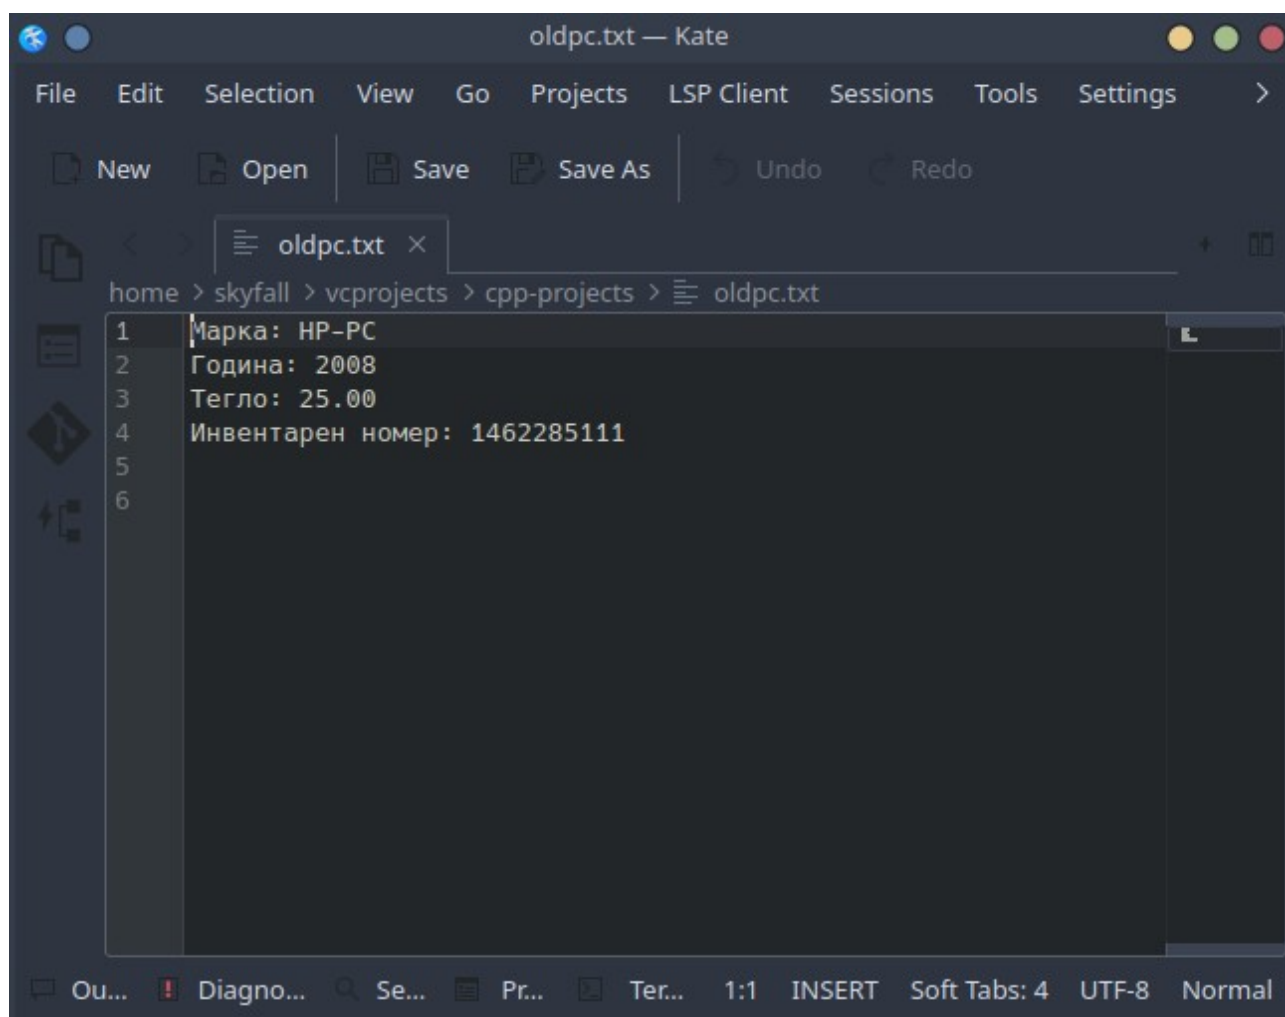 oldpc.txt — Kate
File Edit Selection View Go Projects LSP Client Sessions Tools Settings >
New Open Save Save As Undo Redo
oldpc.txt ×
home > skyfall > vcprojects > cpp-projects > oldpc.txt
1 Марка: HP-PC
2 Година: 2008
3 Тегло: 25.00
4 Инвентарен номер: 1462285111
5
6
Ou... Diagno... Se... Pr... Ter... 1:1 INSERT Soft Tabs: 4 UTF-8 Normal